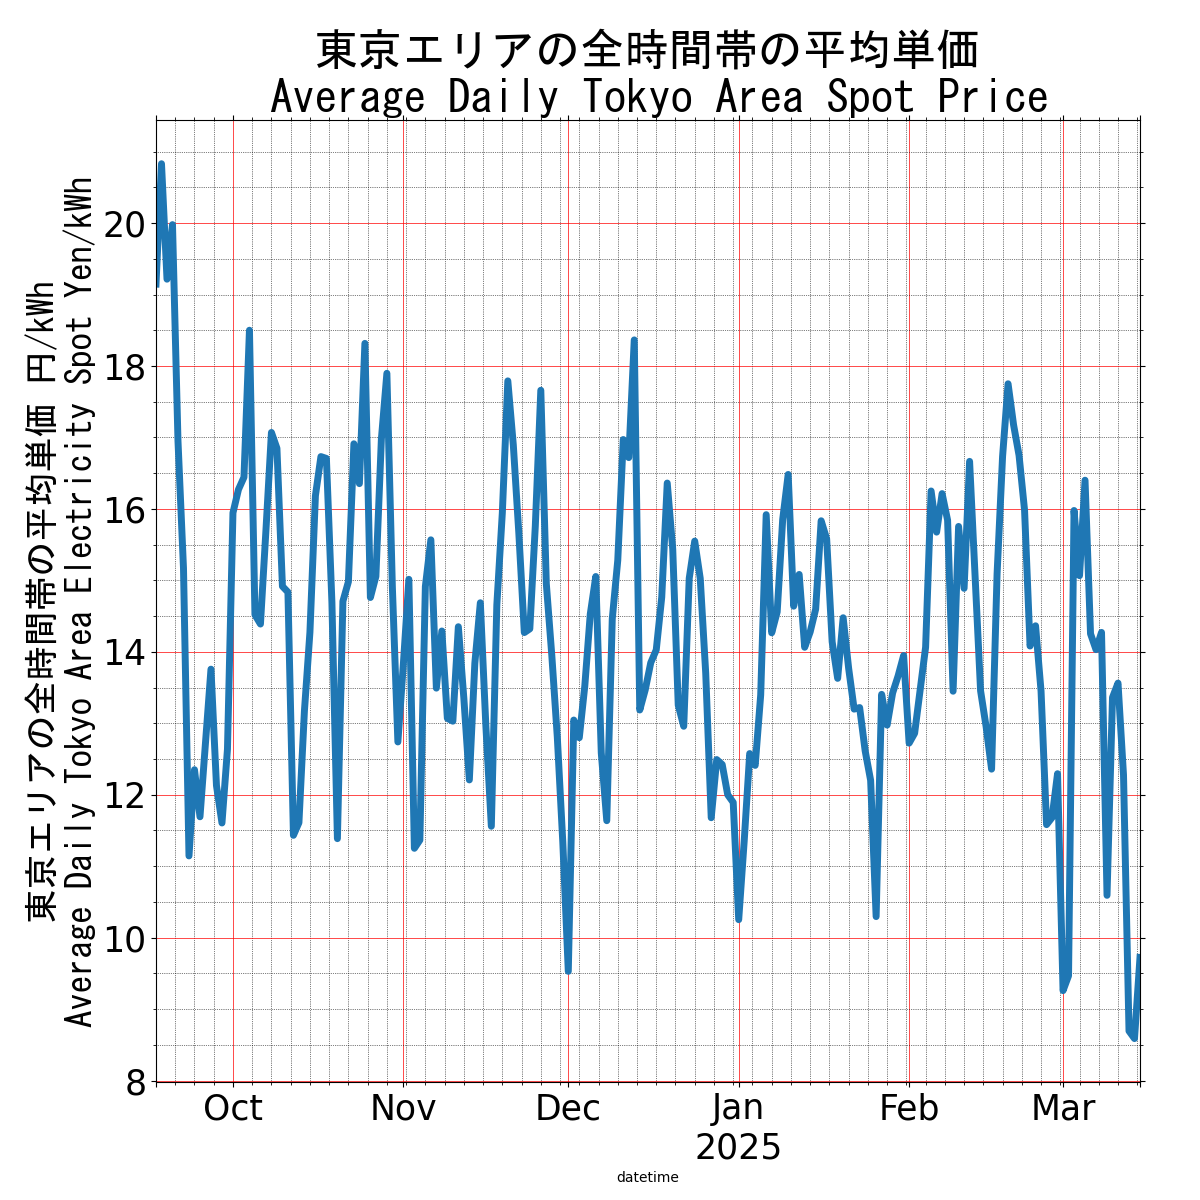 東京エリアの全時間帯の平均単価
Average Daily Tokyo Area Spot Price
東京エリアの全時間帯の平均単価 円/kWh
Average Daily Tokyo Area Electricity Spot Yen/kWh
20
18
16
14
12
10
8
Oct
Nov
Dec
Jan
2025
Feb
Mar
datetime